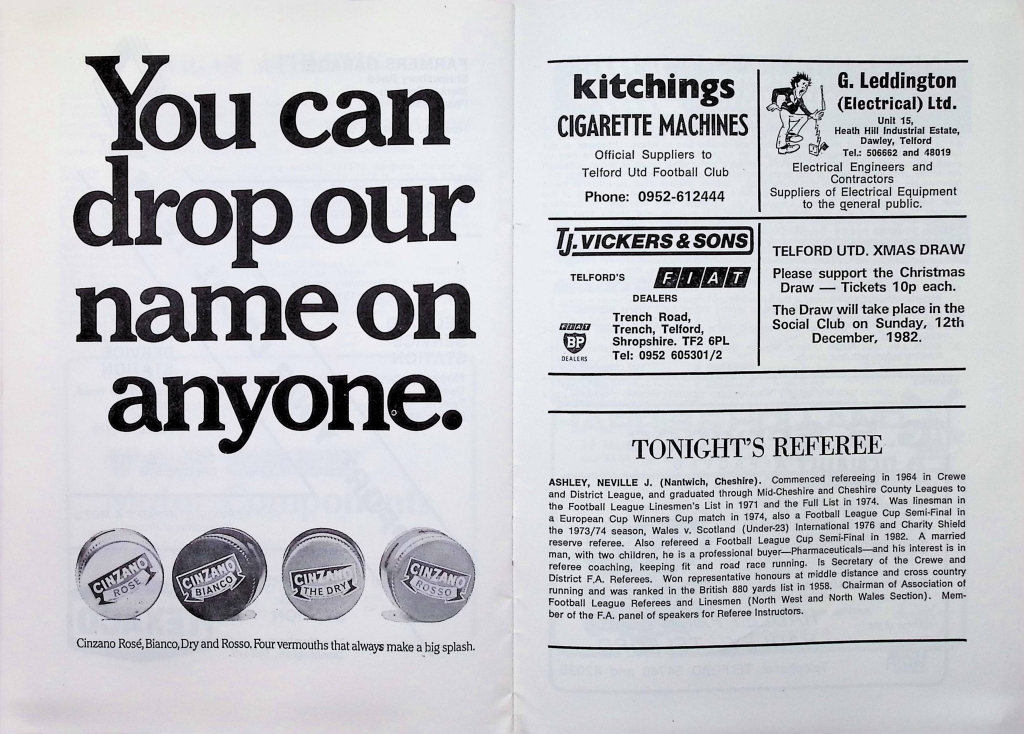 You can
drop our
name on
anyone.
CINZANO
ROSÉ
CINZANO
BIANCO
CINZANO
THE DRY
CINZANO
ROSSO
Cinzano Rosé, Bianco, Dry and Rosso. Four vermouths that always make a big splash.
kitchings
CIGARETTE MACHINES
Official Suppliers to
Telford Utd Football Club
Phone: 0952-612444
G. Leddington
(Electrical) Ltd.
Unit 15,
Heath Hill Industrial Estate,
Dawley, Telford
Tel.: 506662 and 48019
Electrical Engineers and
Contractors
Suppliers of Electrical Equipment
to the general public.
T.J. VICKERS & SONS
TELFORD'S FIAT
DEALERS
FIAT
BP
DEALERS
Trench Road,
Trench, Telford,
Shropshire. TF2 6PL
Tel: 0952 605301/2
TELFORD UTD. XMAS DRAW
Please support the Christmas
Draw — Tickets 10p each.
The Draw will take place in the
Social Club on Sunday, 12th
December, 1982.
TONIGHT'S REFEREE
ASHLEY, NEVILLE J. (Nantwich, Cheshire). Commenced refereeing in 1964 in Crewe
and District League, and graduated through Mid-Cheshire and Cheshire County Leagues to
the Football League Linesmen's List in 1971 and the Full List in 1974. Was linesman in
a European Cup Winners Cup match in 1974, also a Football League Cup Semi-Final in
the 1973/74 season, Wales v. Scotland (Under-23) International 1976 and Charity Shield
reserve referee. Also refereed a Football League Cup Semi-Final in 1982. A married
man, with two children, he is a professional buyer—Pharmaceuticals—and his interest is in
referee coaching, keeping fit and road race running. Is Secretary of the Crewe and
District F.A. Referees. Won representative honours at middle distance and cross country
running and was ranked in the British 880 yards list in 1958. Chairman of Association of
Football League Referees and Linesmen (North West and North Wales Section). Mem-
ber of the F.A. panel of speakers for Referee Instructors.